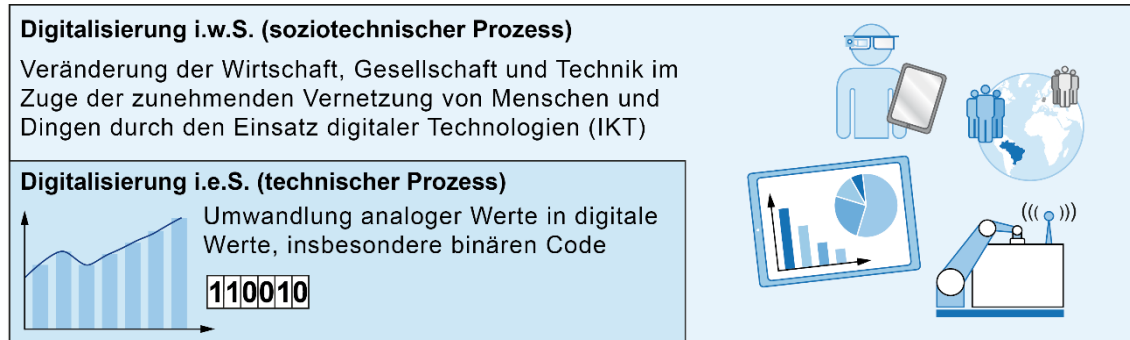 Digitalisierung i.w.S. (soziotechnischer Prozess)
Veränderung der Wirtschaft, Gesellschaft und Technik im
Zuge der zunehmenden Vernetzung von Menschen und
Dingen durch den Einsatz digitaler Technologien (IKT)
Digitalisierung i.e.S. (technischer Prozess)
Umwandlung analoger Werte in digitale
Werte, insbesondere binären Code
110010